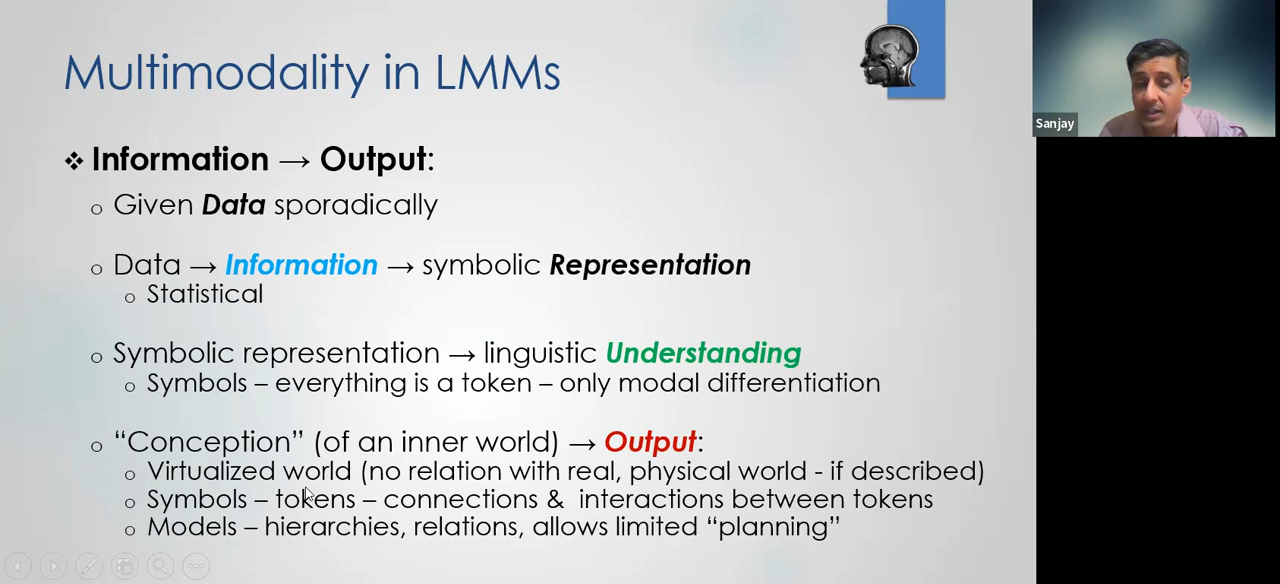 Multimodality in LMMs
❖ Information → Output:
o Given Data sporadically
o Data → Information → symbolic Representation
o Statistical
o Symbolic representation → linguistic Understanding
o Symbols – everything is a token – only modal differentiation
o “Conception” (of an inner world) → Output:
o Virtualized world (no relation with real, physical world - if described)
o Symbols – tokens – connections &  interactions between tokens
o Models – hierarchies, relations, allows limited “planning”
Sanjay